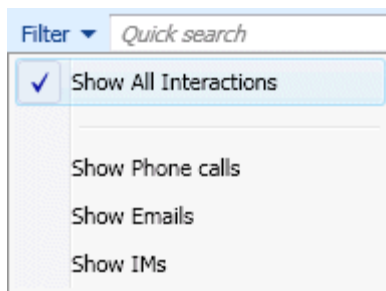 Filter Quick search
Show All Interactions
Show Phone calls
Show Emails
Show IMs